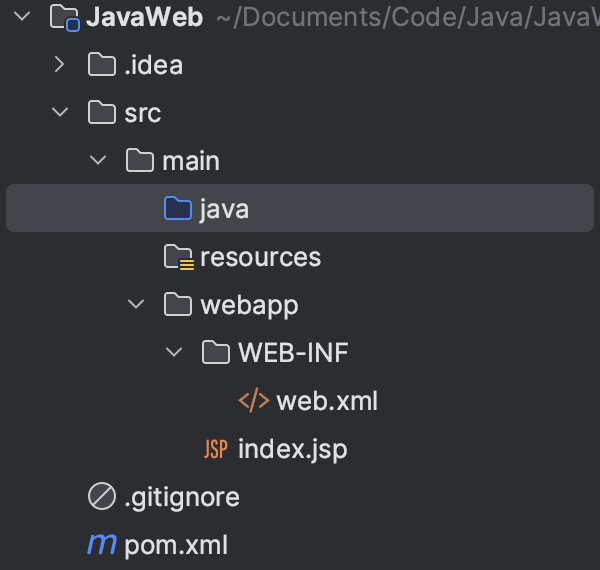 JavaWeb ~/Documents/Code/Java/JavaW
.idea
src
main
java
resources
webapp
WEB-INF
</> web.xml
JSP index.jsp
.gitignore
m pom.xml